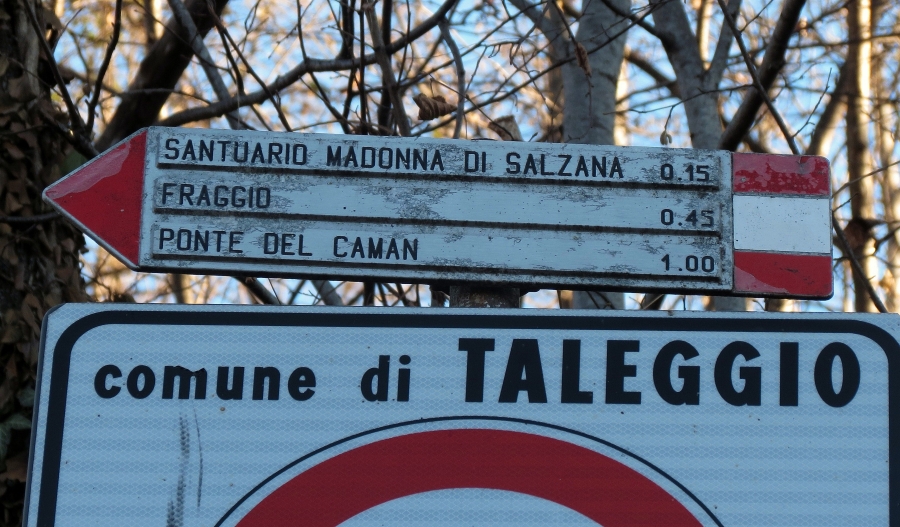 SANTUARIO MADONNA DI SALZANA 0.15
FRAGGIO 0.45
PONTE DEL CAMAN 1.00
comune di TALEGGIO